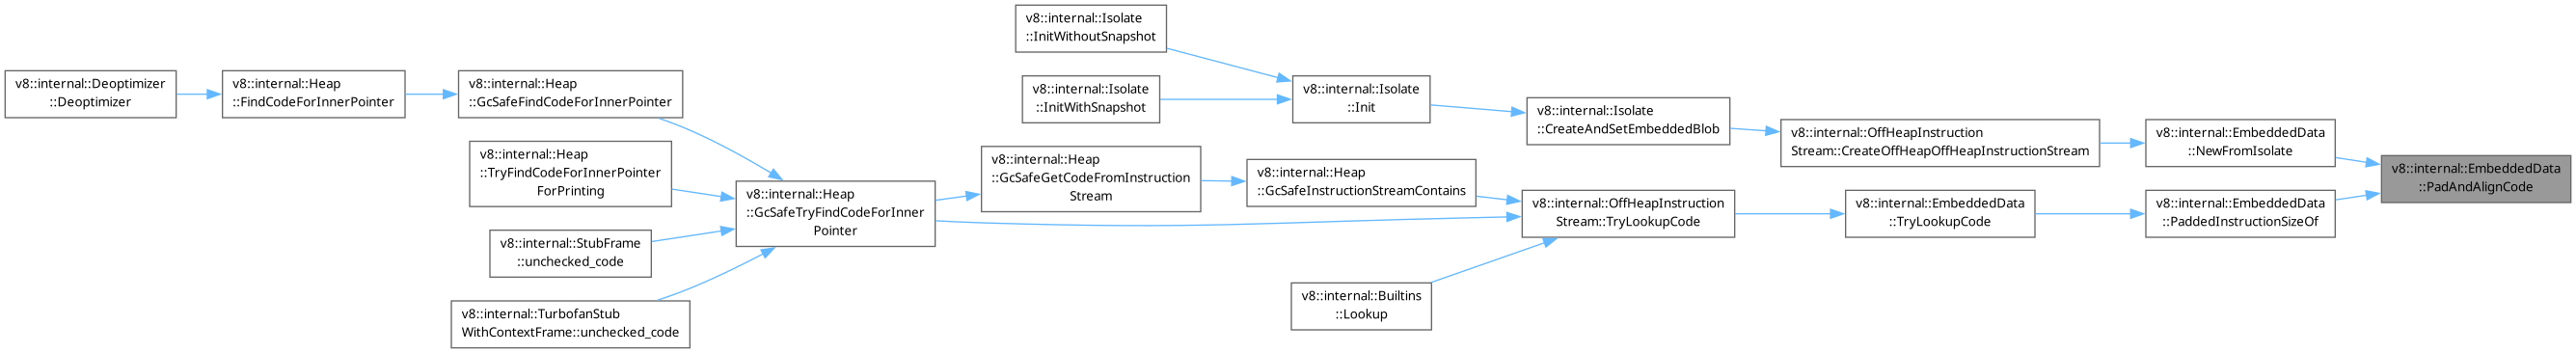 v8::internal::Isolate
::InitWithoutSnapshot
v8::internal::Deoptimizer
::Deoptimizer
v8::internal::Heap
::FindCodeForInnerPointer
v8::internal::Heap
::GcSafeFindCodeForInnerPointer
v8::internal::Isolate
::InitWithSnapshot
v8::internal::Isolate
::Init
v8::internal::Isolate
::CreateAndSetEmbeddedBlob
v8::internal::OffHeapInstruction
Stream::CreateOffHeapOffHeapInstructionStream
v8::internal::EmbeddedData
::NewFromIsolate
v8::internal::EmbeddedData
::PadAndAlignCode
v8::internal::Heap
::TryFindCodeForInnerPointer
ForPrinting
v8::internal::Heap
::GcSafeTryFindCodeForInner
Pointer
v8::internal::Heap
::GcSafeGetCodeFromInstruction
Stream
v8::internal::Heap
::GcSafeInstructionStreamContains
v8::internal::OffHeapInstruction
Stream::TryLookupCode
v8::internal::EmbeddedData
::TryLookupCode
v8::internal::EmbeddedData
::PaddedInstructionSizeOf
v8::internal::StubFrame
::unchecked_code
v8::internal::Builtins
::Lookup
v8::internal::TurbofanStub
WithContextFrame::unchecked_code